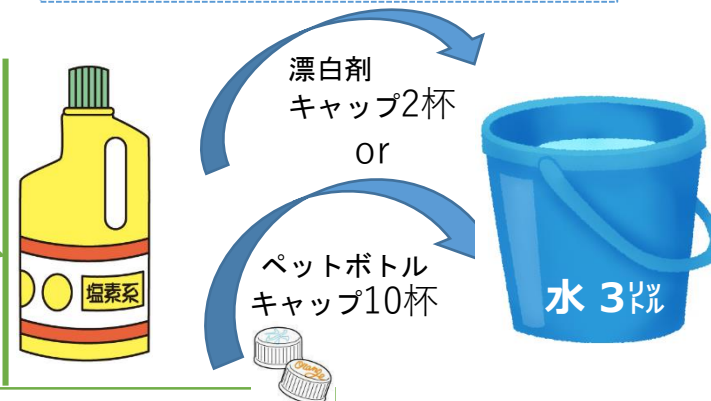 漂白剤
キャップ2杯
or
ペットボトル
キャップ10杯
塩素系
水 3リットル
orange